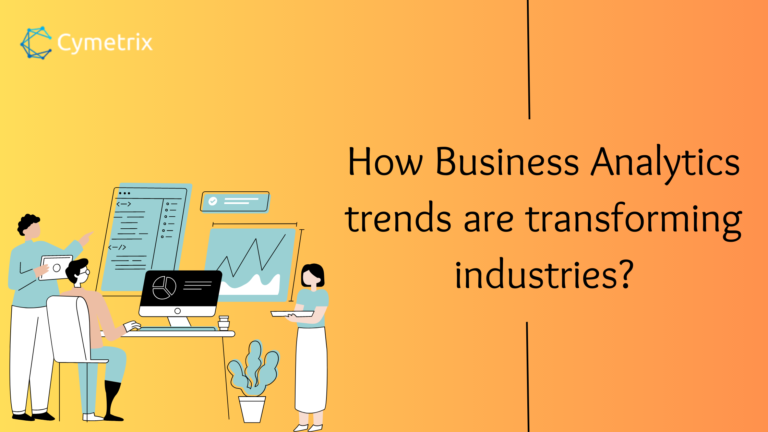 Cymetrix
How Business Analytics
trends are transforming
industries?